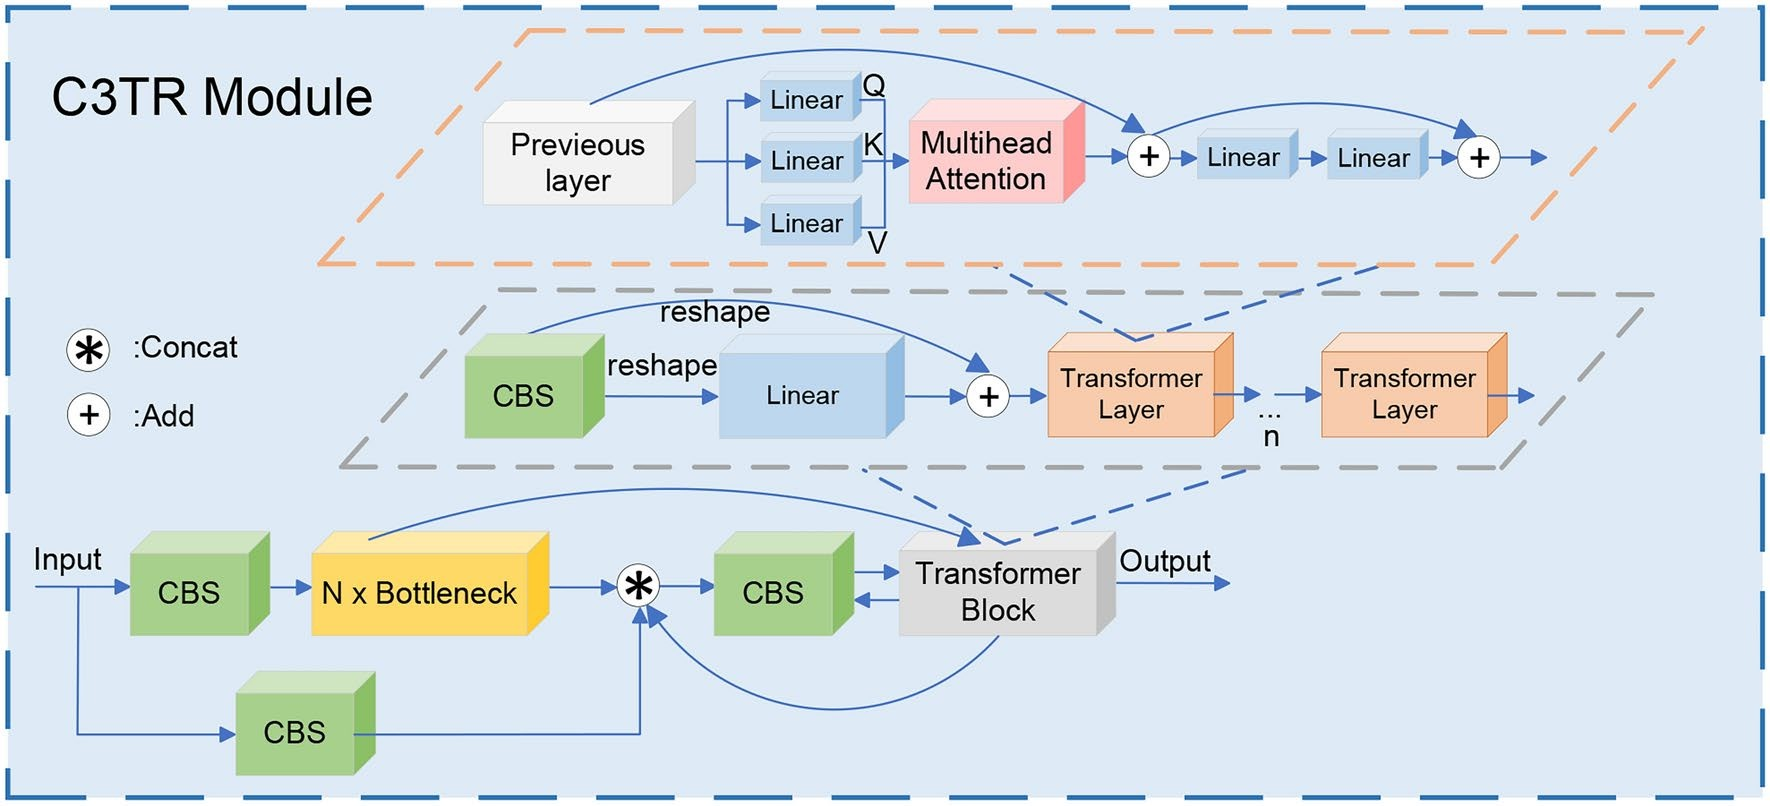 C3TR Module
Previeous
layer
Linear
Q
Linear
K
Linear
V
Multihead
Attention
+
Linear
Linear
+
* :Concat
+ :Add
reshape
CBS
reshape
Linear
+
Transformer
Layer
...
n
Transformer
Layer
Input
CBS
N x Bottleneck
*
CBS
Transformer
Block
Output
CBS